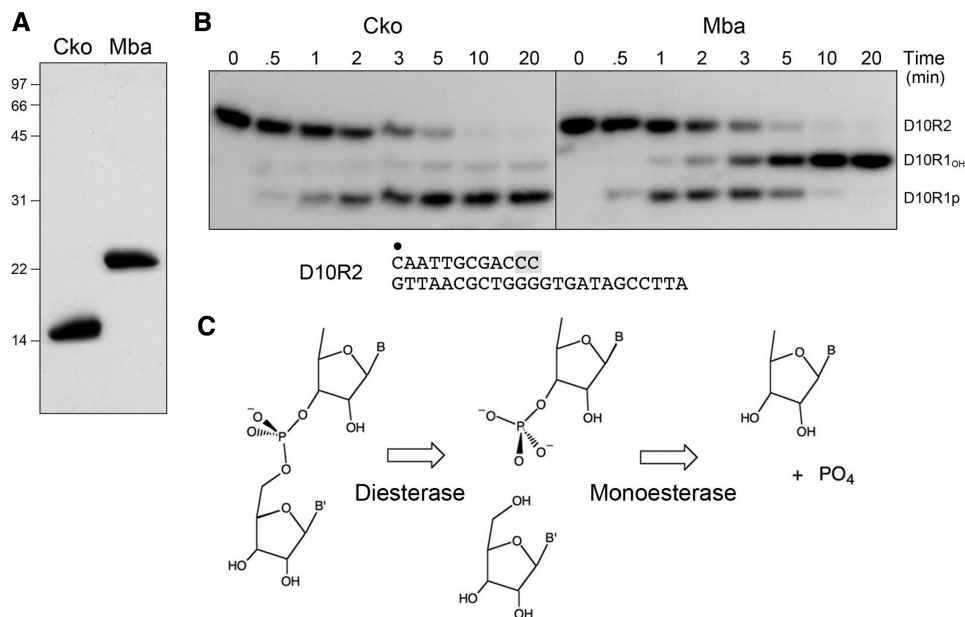 A
Cko Mba
97
66
45
31
22
14
B
Cko Mba
0 .5 1 2 3 5 10 20 0 .5 1 2 3 5 10 20 Time
(min)
D10R2
D10R1OH
D10R1p
D10R2
CAATTGCGACCC
GTTAACGCTGGGGTGATAGCCTTA
C
B
O
O
OH
−
O
O
P
O
O
B'
HO
OH
Diesterase
B
O
O
OH
−
O
P
−
O
O
OH
O
B'
HO
OH
Monoesterase
B
O
HO
OH
+ PO4